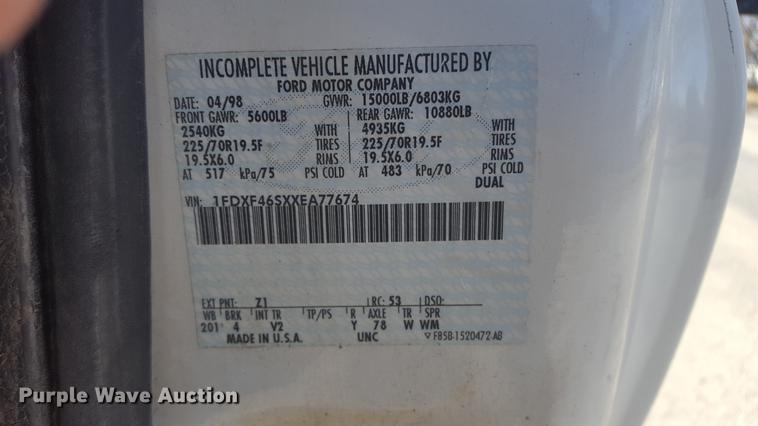 INCOMPLETE VEHICLE MANUFACTURED BY
FORD MOTOR COMPANY
DATE: 04/98 GVWR: 15000LB/6803KG
FRONT GAWR: 5600LB REAR GAWR: 10880LB
2540KG WITH 4935KG WITH
225/70R19.5F TIRES 225/70R19.5F TIRES
19.5X6.0 RIMS 19.5X6.0 RIMS
AT 517 kPa/75 PSI COLD AT 483 kPa/70 PSI COLD
DUAL
VIN: 1FDXF46SXXEA77674
EXT PNT: Z1 RC: 53 DSO:
WB BRK INT TR TP/PS R AXLE TR SPR
201 4 V2 Y 78 W WM
MADE IN U.S.A. UNC F85B-1520472-AB
Purple Wave Auction